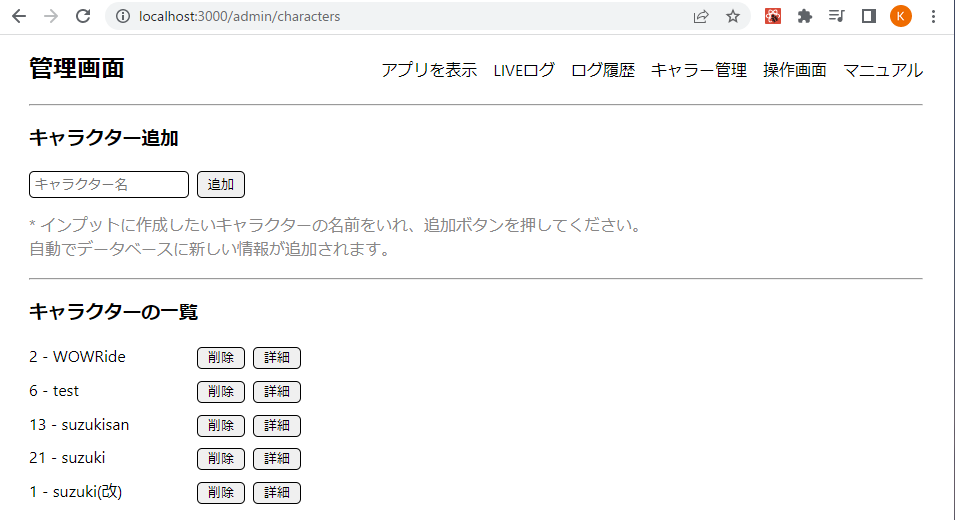 localhost:3000/admin/characters
K
管理画面
アプリを表示 LIVEログ ログ履歴 キャラー管理 操作画面 マニュアル
キャラクター追加
キャラクター名 追加
* インプットに作成したいキャラクターの名前をいれ、追加ボタンを押してください。
自動でデータベースに新しい情報が追加されます。
キャラクターの一覧
2 - WOWRide 削除 詳細
6 - test 削除 詳細
13 - suzukisan 削除 詳細
21 - suzuki 削除 詳細
1 - suzuki(改) 削除 詳細